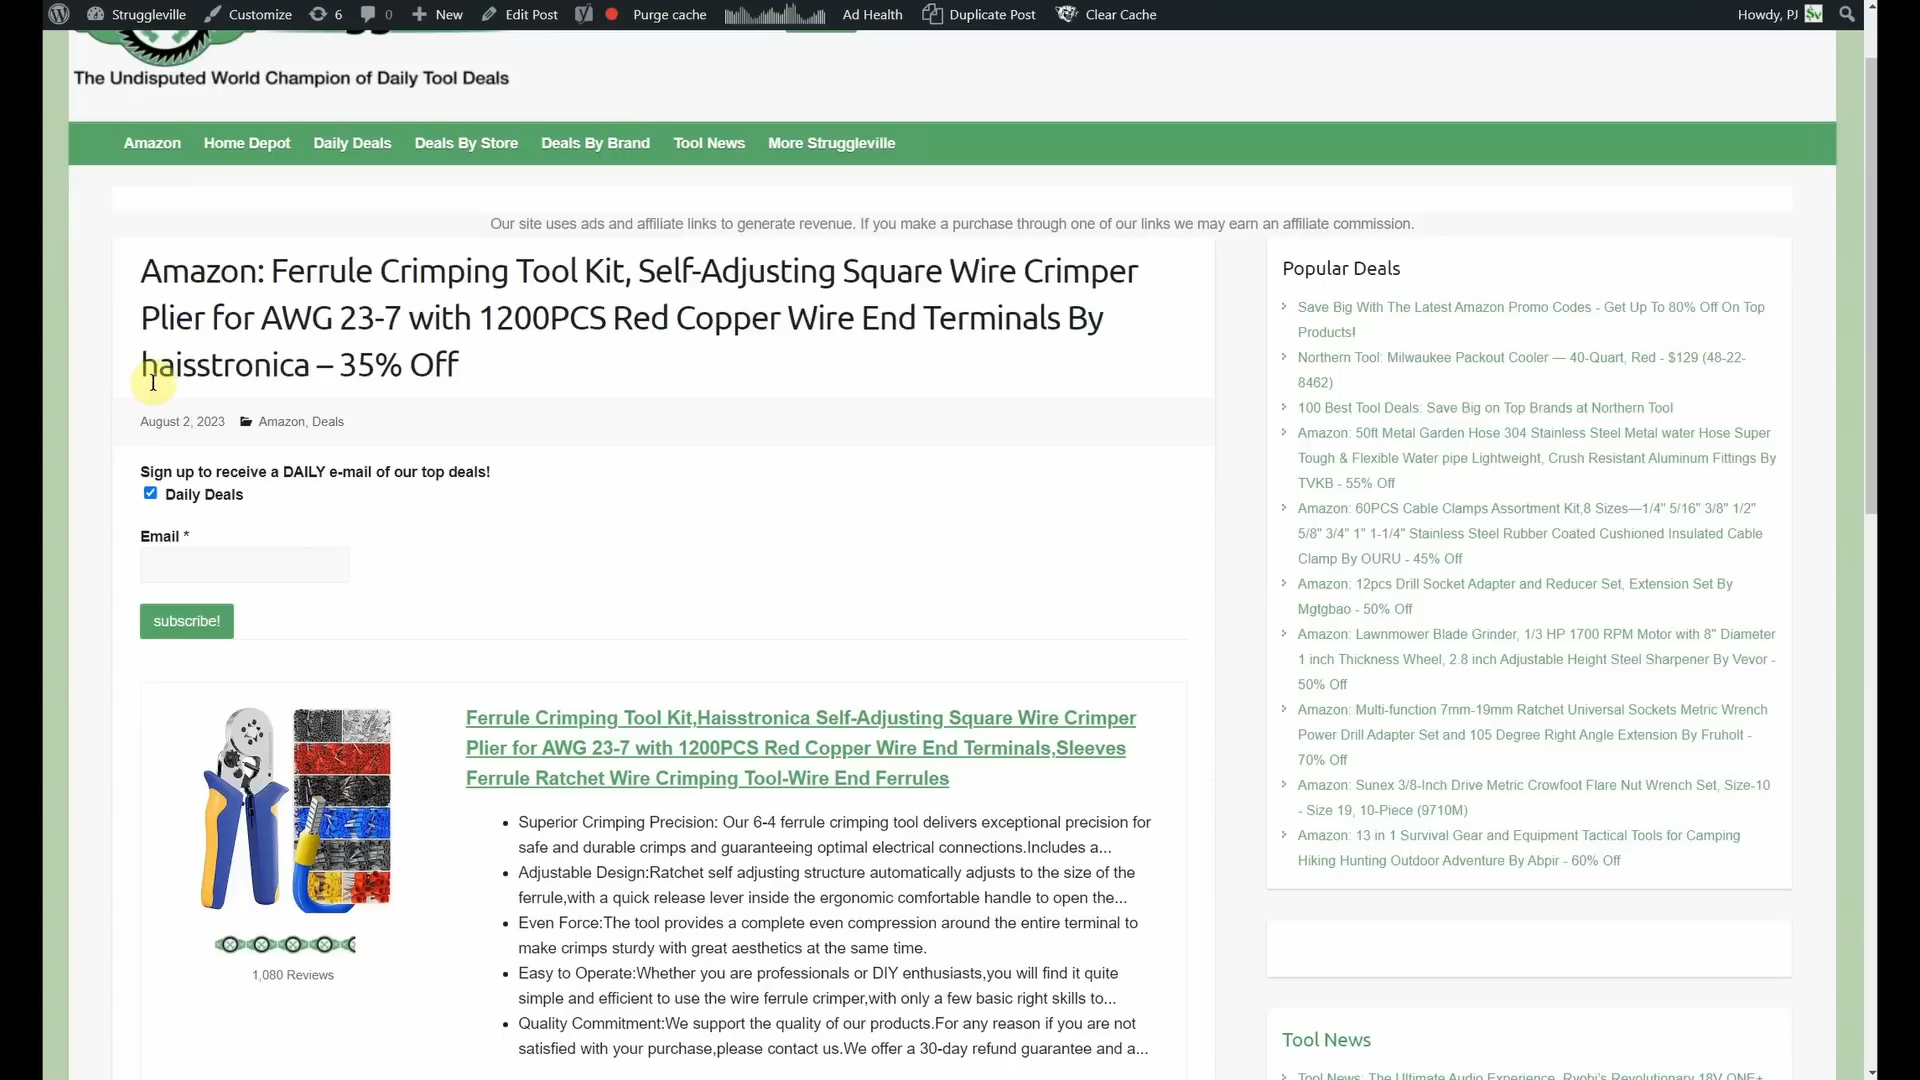 Struggleville Customize 6 0 New Edit Post Purge cache Ad Health Duplicate Post Clear Cache Howdy, PJ
The Undisputed World Champion of Daily Tool Deals
Amazon Home Depot Daily Deals Deals By Store Deals By Brand Tool News More Struggleville
Our site uses ads and affiliate links to generate revenue. If you make a purchase through one of our links we may earn an affiliate commission.
Amazon: Ferrule Crimping Tool Kit, Self-Adjusting Square Wire Crimper
Plier for AWG 23-7 with 1200PCS Red Copper Wire End Terminals By
haisstronica – 35% Off
August 2, 2023 Amazon, Deals
Sign up to receive a DAILY e-mail of our top deals!
Daily Deals
Email *
subscribe!
Ferrule Crimping Tool Kit,Haisstronica Self-Adjusting Square Wire Crimper
Plier for AWG 23-7 with 1200PCS Red Copper Wire End Terminals,Sleeves
Ferrule Ratchet Wire Crimping Tool-Wire End Ferrules
Superior Crimping Precision: Our 6-4 ferrule crimping tool delivers exceptional precision for
safe and durable crimps and guaranteeing optimal electrical connections.Includes a...
Adjustable Design:Ratchet self adjusting structure automatically adjusts to the size of the
ferrule,with a quick release lever inside the ergonomic comfortable handle to open the...
Even Force:The tool provides a complete even compression around the entire terminal to
make crimps sturdy with great aesthetics at the same time.
Easy to Operate:Whether you are professionals or DIY enthusiasts,you will find it quite
simple and efficient to use the wire ferrule crimper,with only a few basic right skills to...
Quality Commitment:We support the quality of our products.For any reason if you are not
satisfied with your purchase,please contact us.We offer a 30-day refund guarantee and a...
1,080 Reviews
Popular Deals
Save Big With The Latest Amazon Promo Codes - Get Up To 80% Off On Top
Products!
Northern Tool: Milwaukee Packout Cooler — 40-Quart, Red - $129 (48-22-
8462)
100 Best Tool Deals: Save Big on Top Brands at Northern Tool
Amazon: 50ft Metal Garden Hose 304 Stainless Steel Metal water Hose Super
Tough & Flexible Water pipe Lightweight, Crush Resistant Aluminum Fittings By
TVKB - 55% Off
Amazon: 60PCS Cable Clamps Assortment Kit,8 Sizes—1/4" 5/16" 3/8" 1/2"
5/8" 3/4" 1" 1-1/4" Stainless Steel Rubber Coated Cushioned Insulated Cable
Clamp By OURU - 45% Off
Amazon: 12pcs Drill Socket Adapter and Reducer Set, Extension Set By
Mgtgbao - 50% Off
Amazon: Lawnmower Blade Grinder, 1/3 HP 1700 RPM Motor with 8" Diameter
1 inch Thickness Wheel, 2.8 inch Adjustable Height Steel Sharpener By Vevor -
50% Off
Amazon: Multi-function 7mm-19mm Ratchet Universal Sockets Metric Wrench
Power Drill Adapter Set and 105 Degree Right Angle Extension By Fruholt -
70% Off
Amazon: Sunex 3/8-Inch Drive Metric Crowfoot Flare Nut Wrench Set, Size-10
- Size 19, 10-Piece (9710M)
Amazon: 13 in 1 Survival Gear and Equipment Tactical Tools for Camping
Hiking Hunting Outdoor Adventure By Abpir - 60% Off
Tool News
Tool News: The Ultimate Audio Experience, Ryobi's Revolutionary 18V ONE+